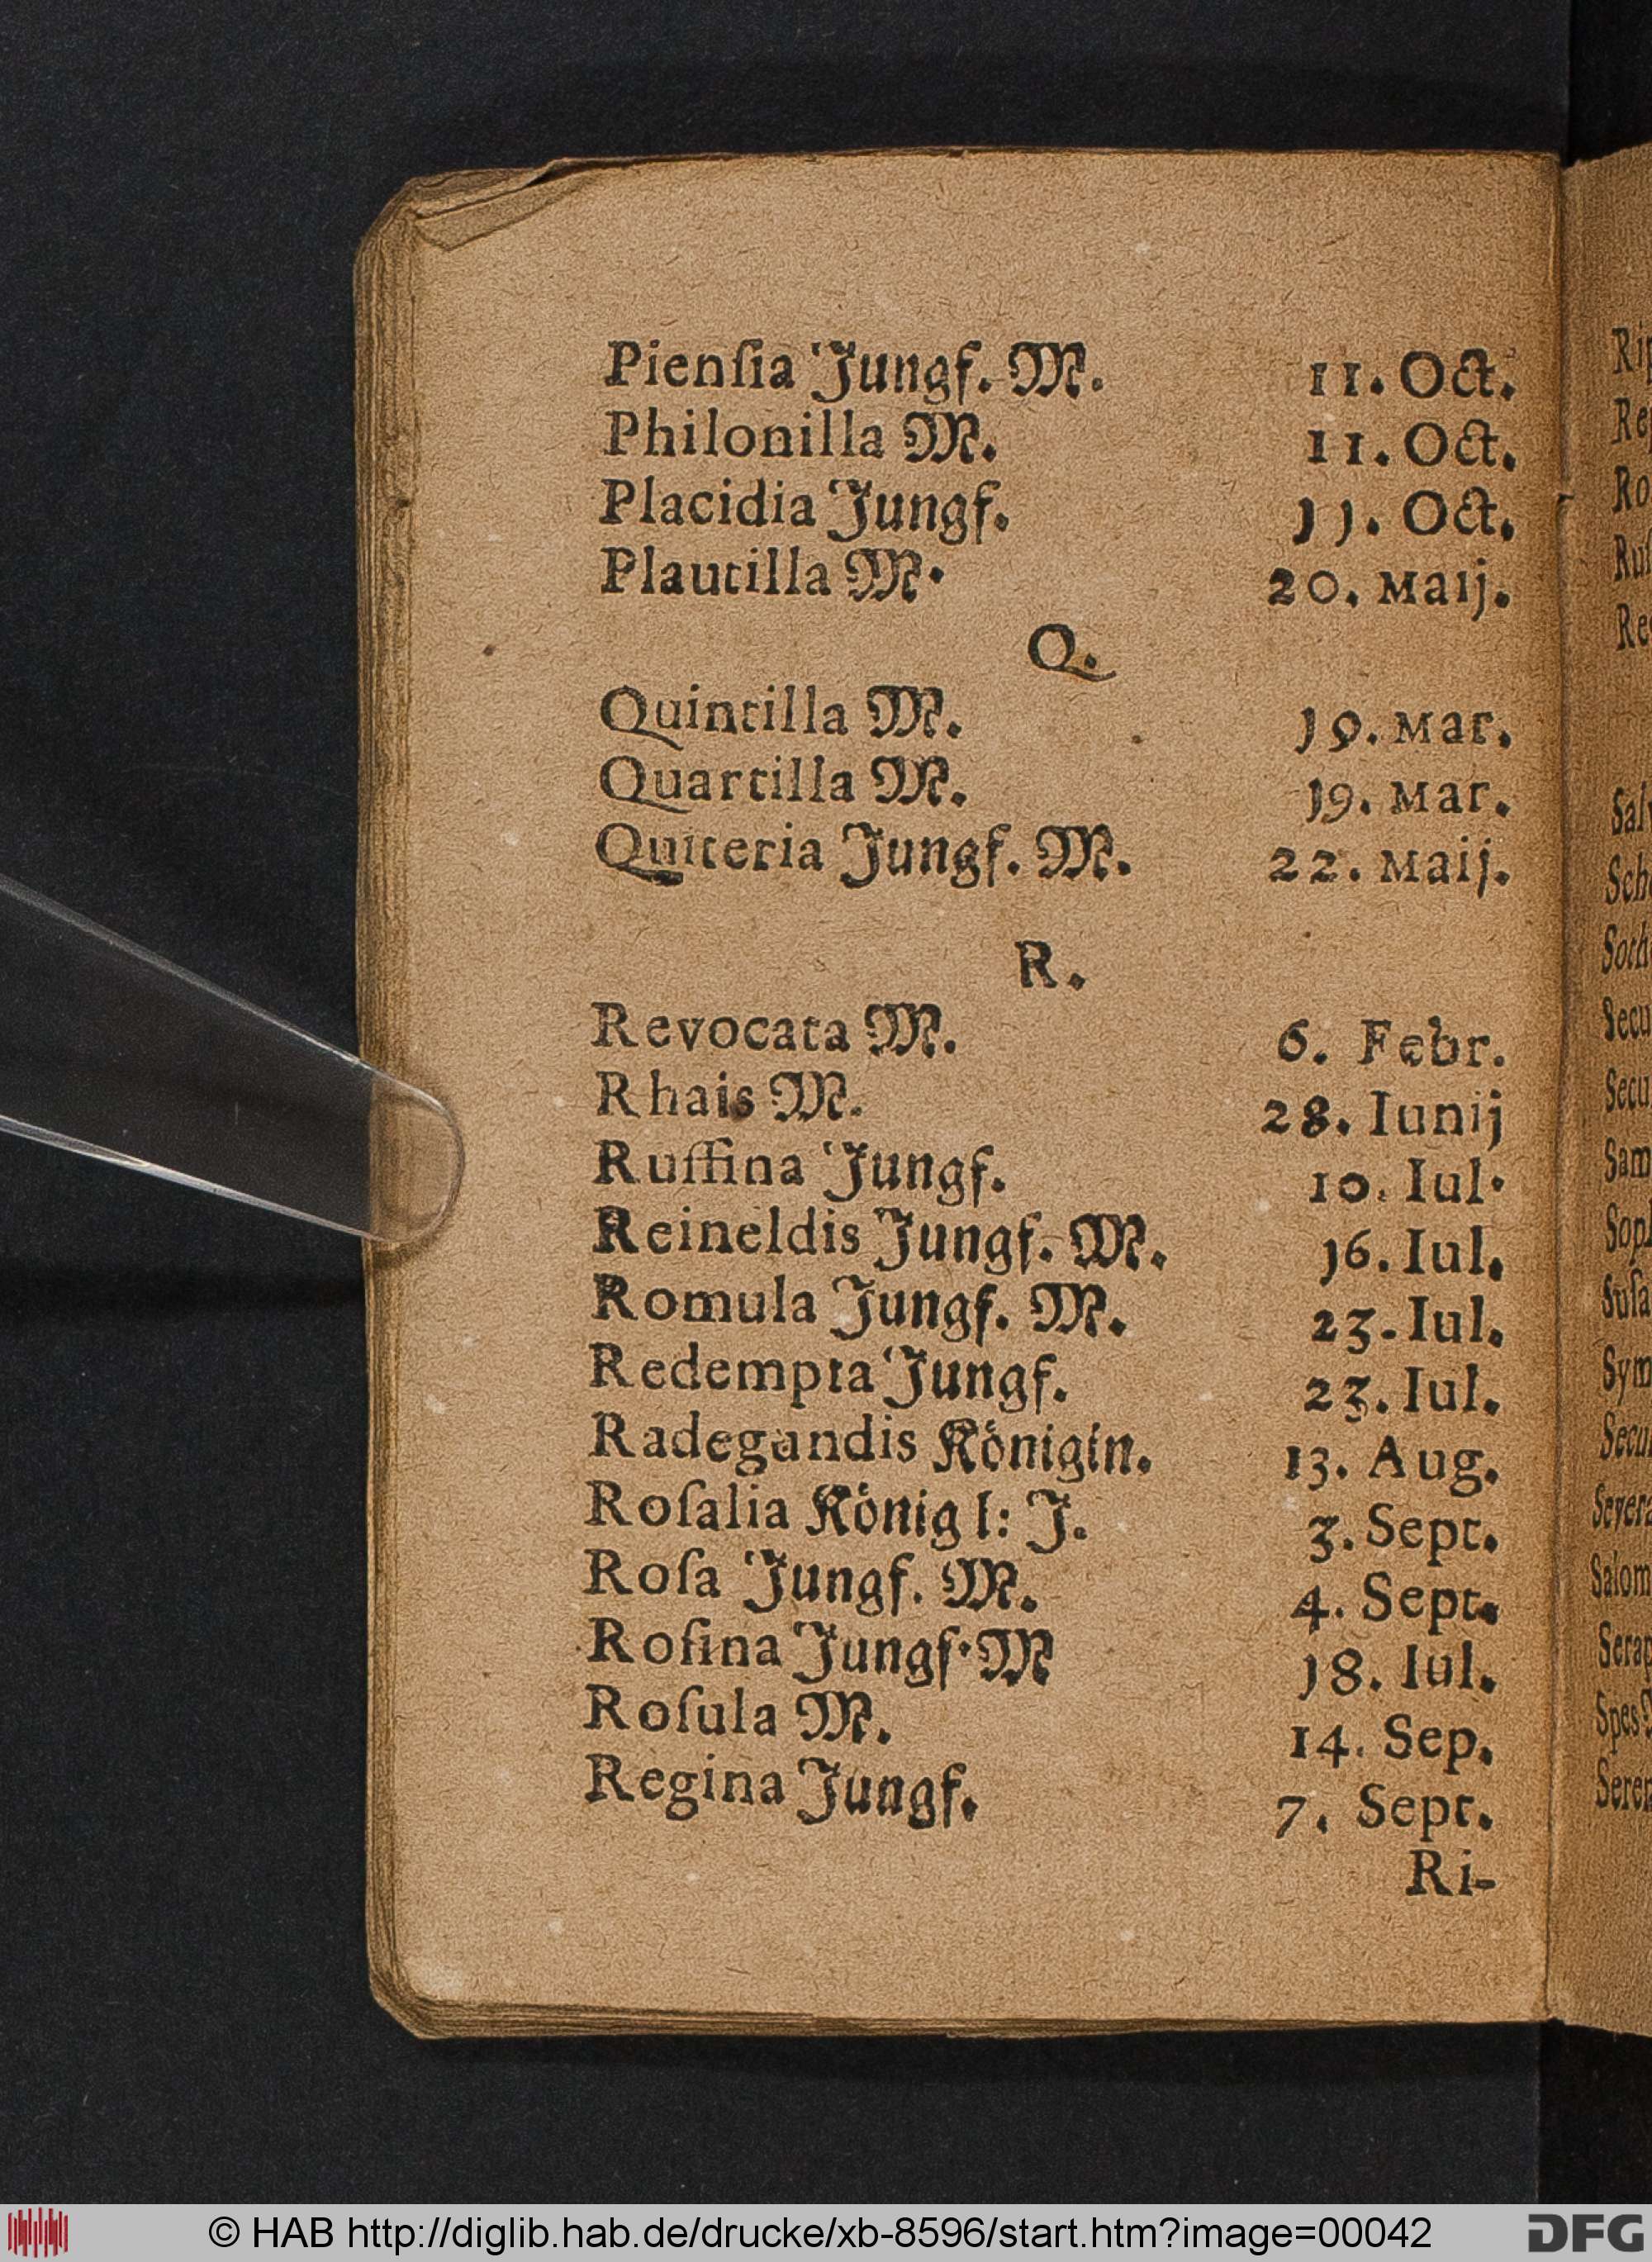 Pienſia Jungf. M. 11. Oct.
Philonilla M. 11. Oct.
Placidia Jungf. 11. Oct.
Plautilla M. 20. Maij.
Q.
Quintilla M. 19. Mar.
Quartilla M. 19. Mar.
Quiteria Jungf. M. 22. Maij.
R.
Revocata M. 6. Febr.
Rhais M. 28. Iunij
Ruffina Jungf. 10. Iul.
Reineldis Jungf. M. 16. Iul.
Romula Jungf. M. 23. Iul.
Redempta Jungf. 23. Iul.
Radegundis Königin. 13. Aug.
Roſalia Königl: J. 3. Sept.
Roſa Jungf. M. 4. Sept.
Roſina Jungf. M 18. Iul.
Roſula M. 14. Sep.
Regina Jungf. 7. Sept.
Ri-
© HAB http://diglib.hab.de/drucke/xb-8596/start.htm?image=00042
DFG